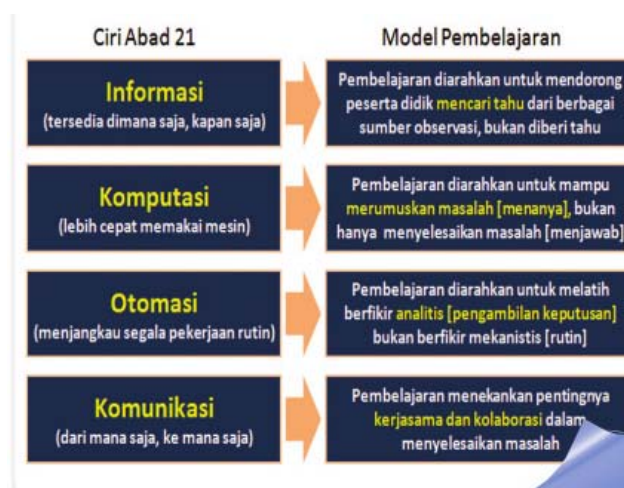 Ciri Abad 21
Model Pembelajaran
Informasi
(tersedia dimana saja, kapan saja)
Pembelajaran diarahkan untuk mendorong
peserta didik mencari tahu dari berbagai
sumber observasi, bukan diberi tahu
Komputasi
(lebih cepat memakai mesin)
Pembelajaran diarahkan untuk mampu
merumuskan masalah [menanya], bukan
hanya menyelesaikan masalah [menjawab]
Otomasi
(menjangkau segala pekerjaan rutin)
Pembelajaran diarahkan untuk melatih
berfikir analitis [pengambilan keputusan]
bukan berfikir mekanistis [rutin]
Komunikasi
(dari mana saja, ke mana saja)
Pembelajaran menekankan pentingnya
kerjasama dan kolaborasi dalam
menyelesaikan masalah